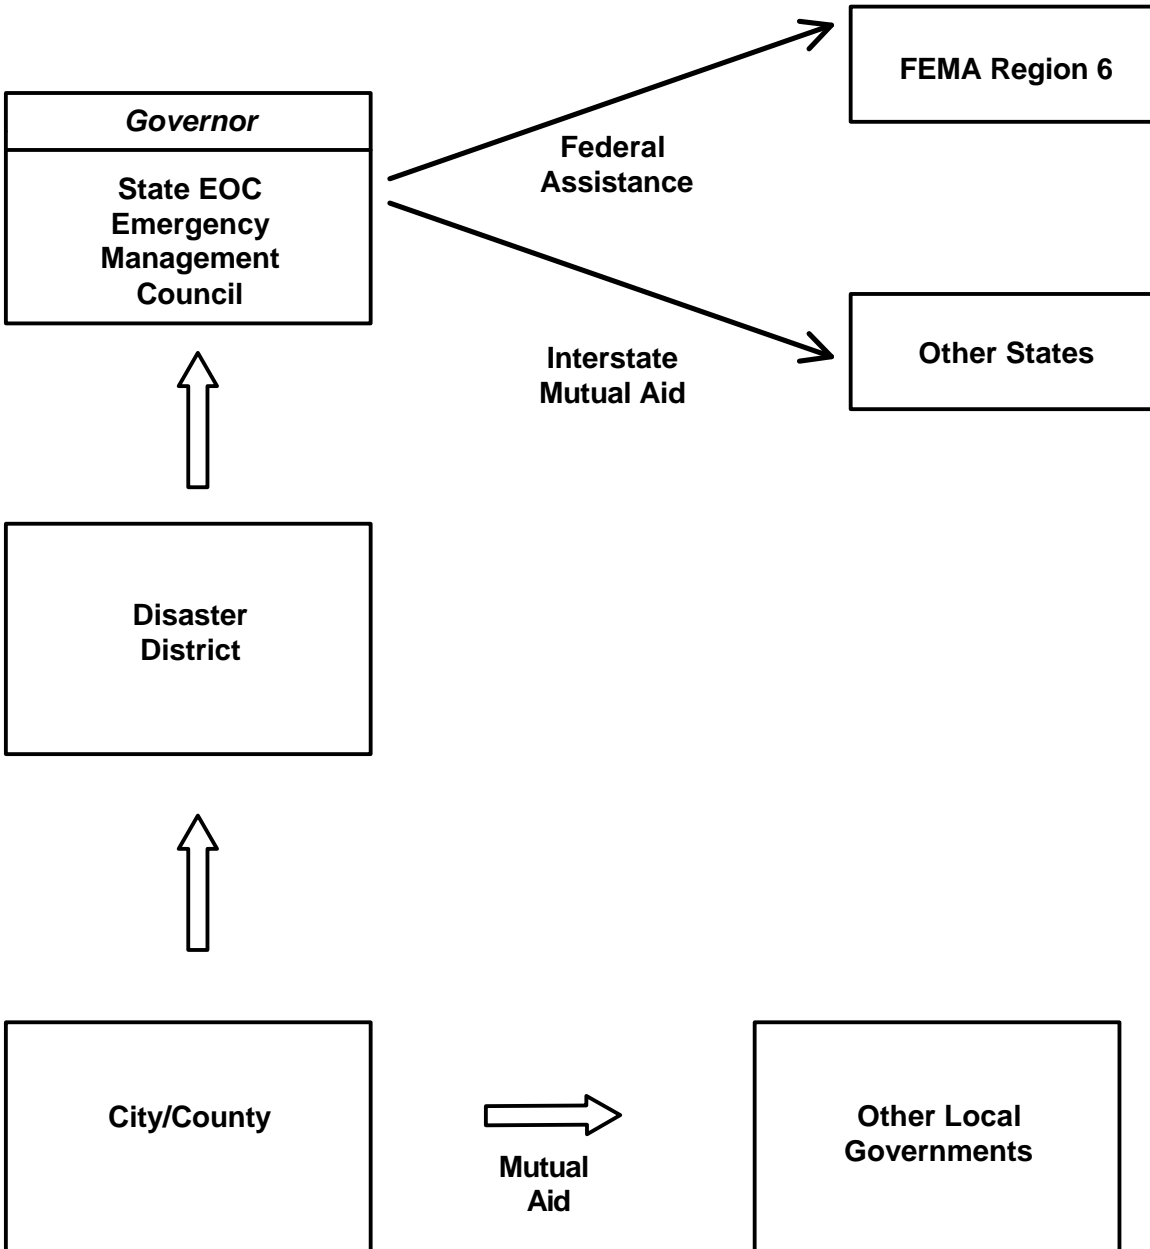 FEMA Region 6
Governor
Federal
Assistance
State EOC
Emergency
Management
Council
Interstate
Mutual Aid
Other States
Disaster
District
City/County
Mutual
Aid
Other Local
Governments